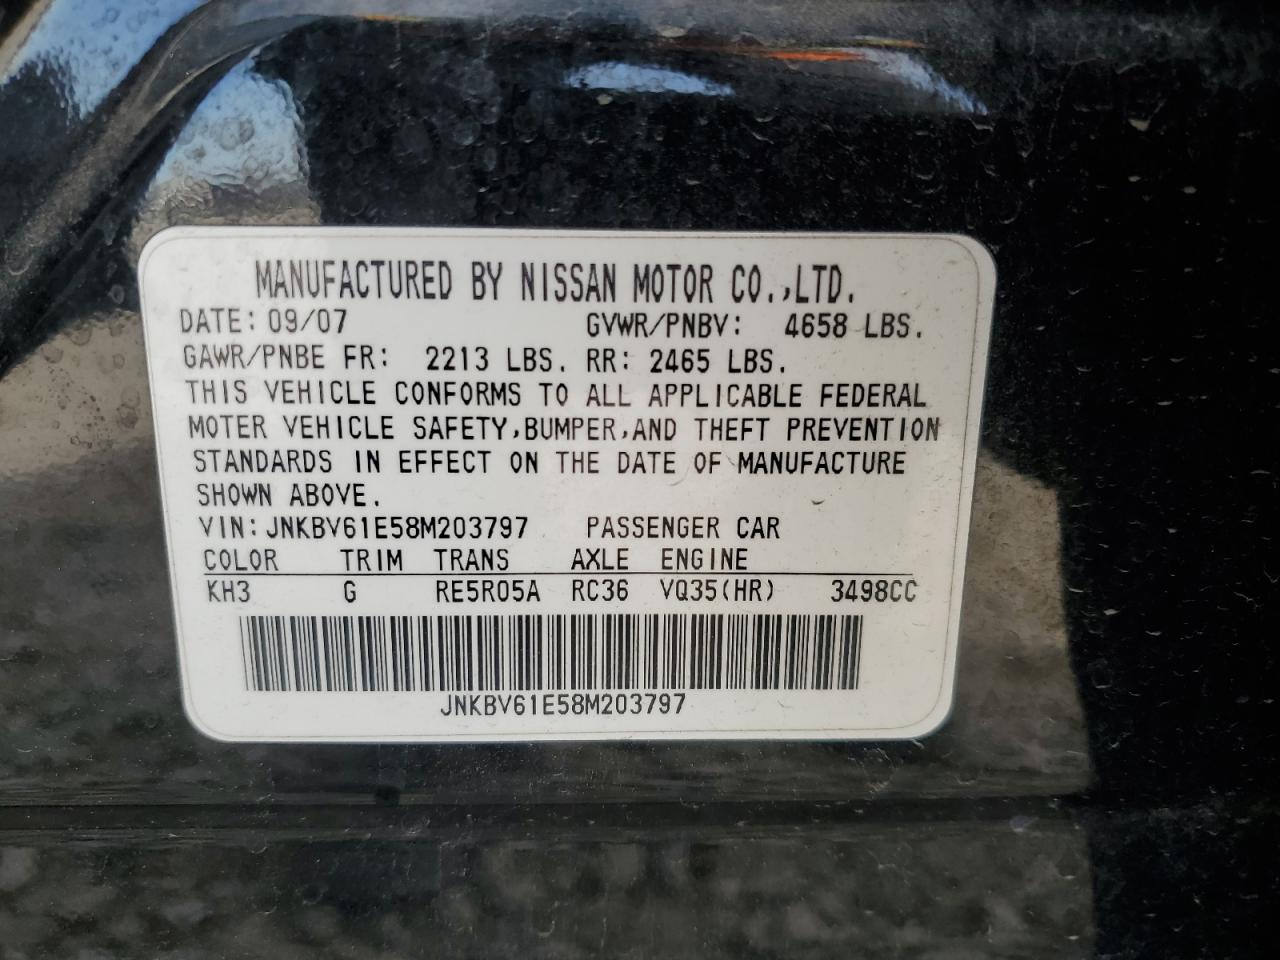 MANUFACTURED BY NISSAN MOTOR CO.,LTD.
DATE: 09/07 GVWR/PNBV: 4658 LBS.
GAWR/PNBE FR: 2213 LBS. RR: 2465 LBS.
THIS VEHICLE CONFORMS TO ALL APPLICABLE FEDERAL
MOTER VEHICLE SAFETY,BUMPER,AND THEFT PREVENTION
STANDARDS IN EFFECT ON THE DATE OF MANUFACTURE
SHOWN ABOVE.
VIN:JNKBV61E58M203797 PASSENGER CAR
COLOR TRIM TRANS AXLE ENGINE
KH3 G RE5R05A RC36 VQ35(HR) 3498CC
JNKBV61E58M203797